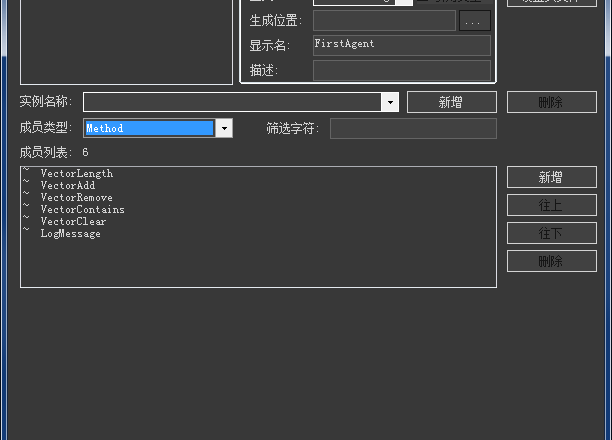 生成位置:
...
显示名: FirstAgent
描述:
实例名称:
新增
删除
成员类型: Method
筛选字符:
成员列表: 6
~ VectorLength
~ VectorAdd
~ VectorRemove
~ VectorContains
~ VectorClear
~ LogMessage
新增
往上
往下
删除